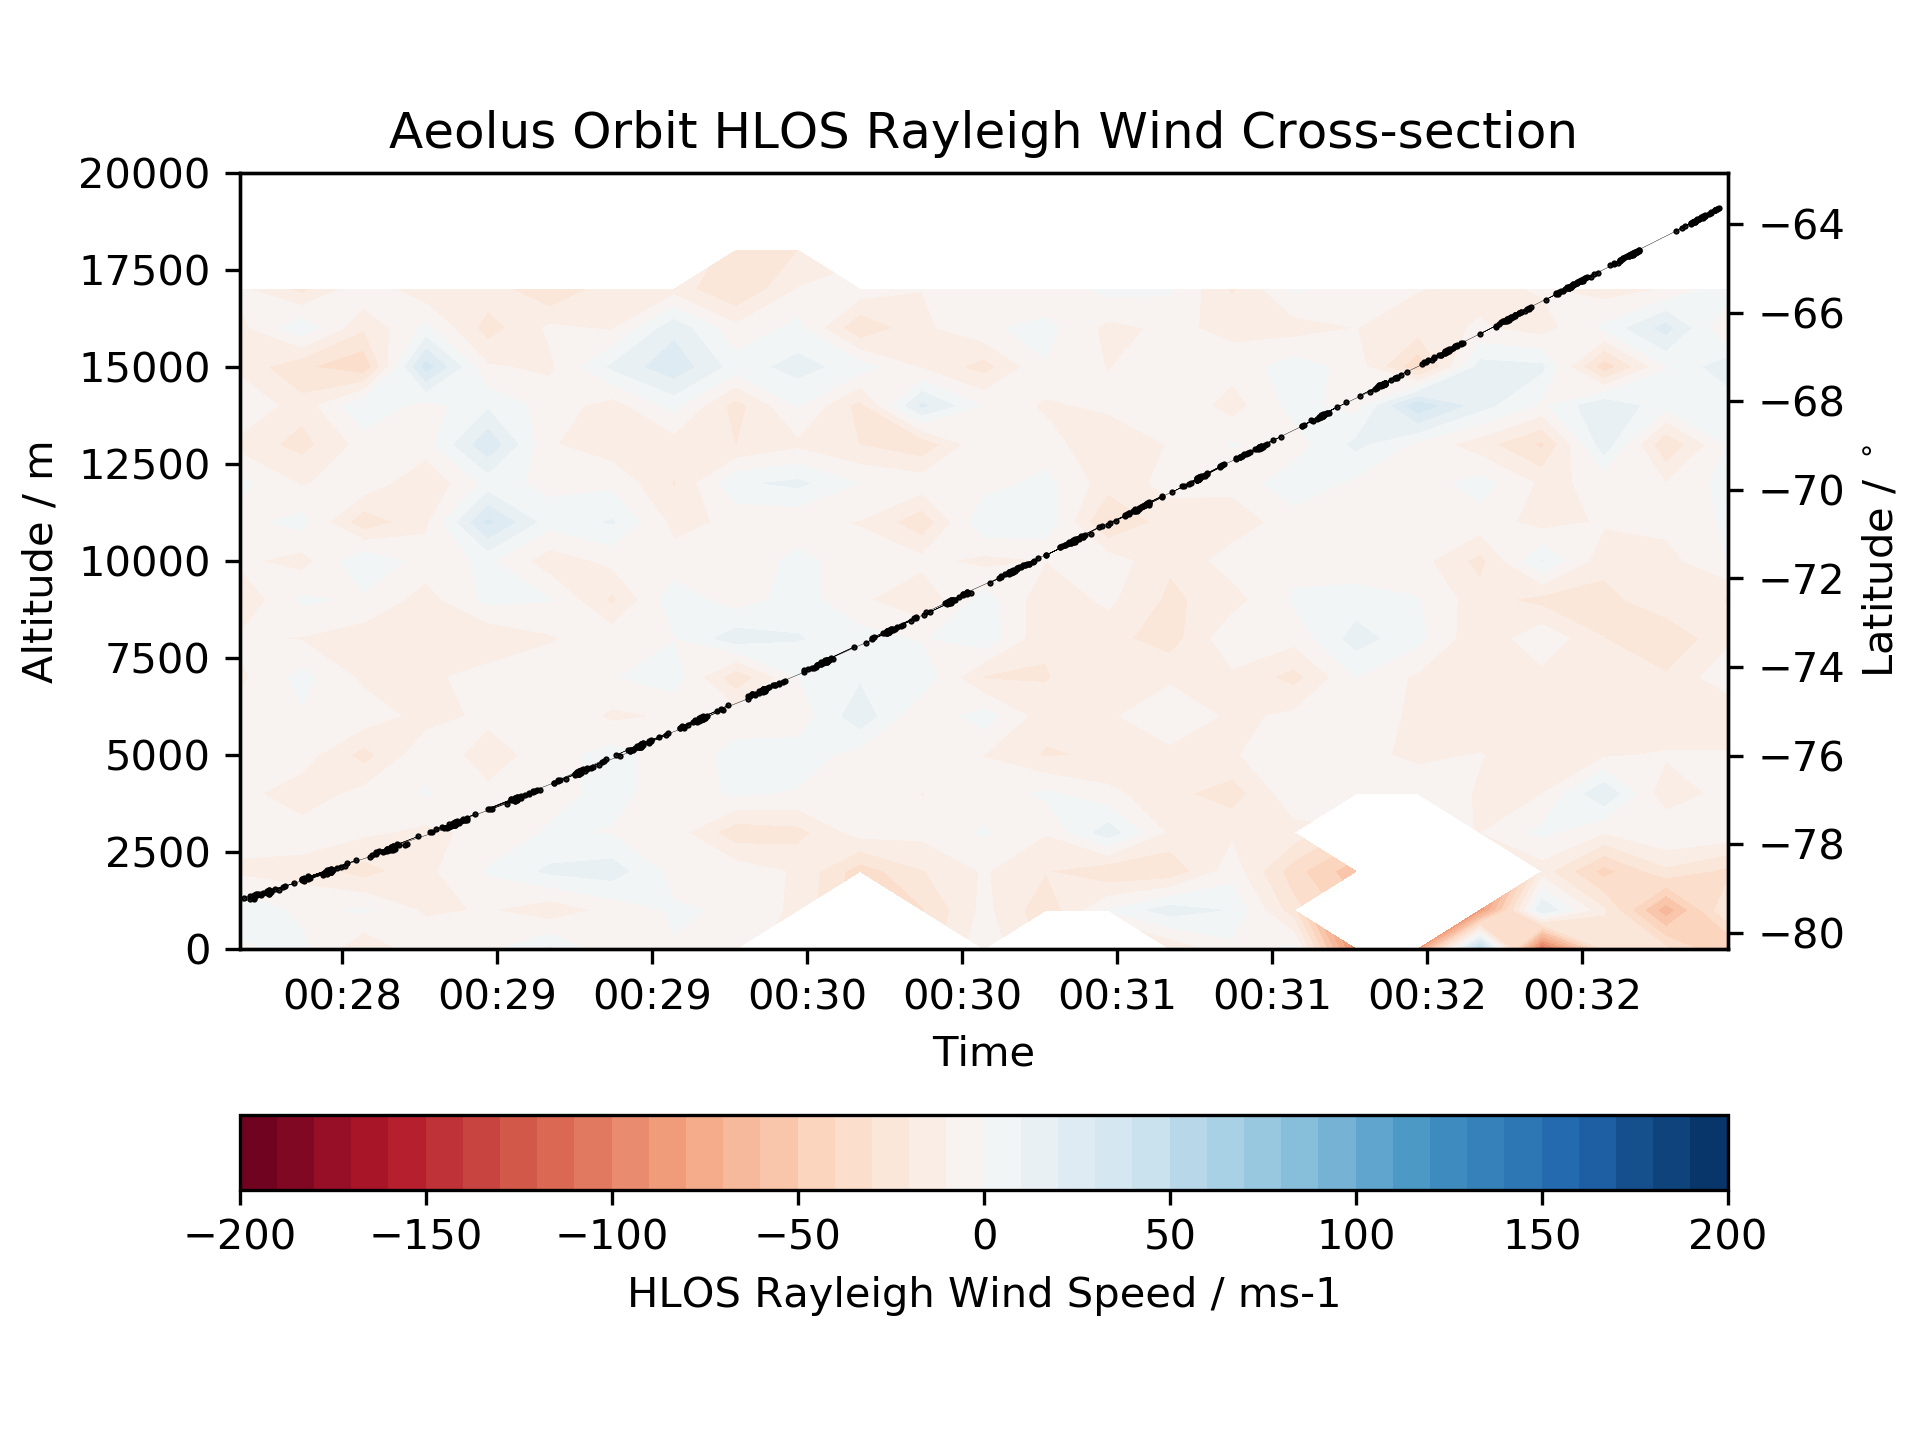 Aeolus Orbit HLOS Rayleigh Wind Cross-section
20000
17500
15000
12500
10000
7500
5000
2500
0
Altitude / m
−64
−66
−68
−70
−72
−74
−76
−78
−80
Latitude / °
00:28 00:29 00:29 00:30 00:30 00:31 00:31 00:32 00:32
Time
−200 −150 −100 −50 0 50 100 150 200
HLOS Rayleigh Wind Speed / ms-1